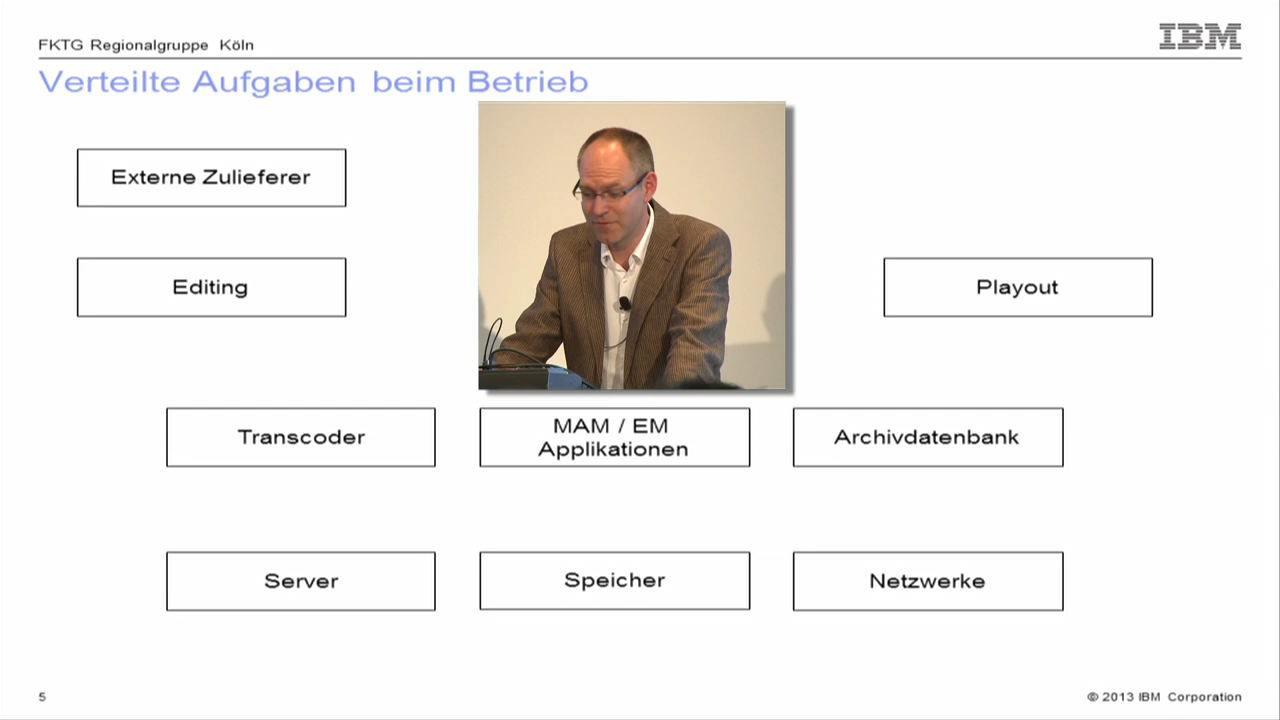 FKTG Regionalgruppe Köln
IBM
Verteilte Aufgaben beim Betrieb
Externe Zulieferer
Editing
Playout
Transcoder
MAM / EM
Applikationen
Archivdatenbank
Server
Speicher
Netzwerke
5
© 2013 IBM Corporation